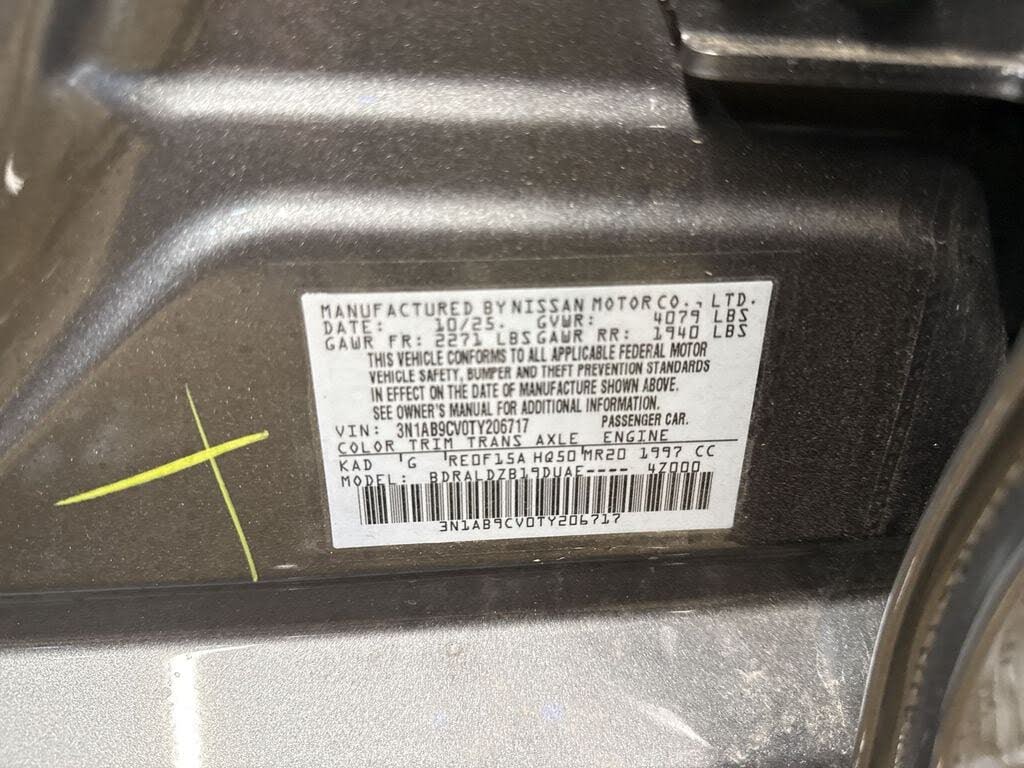 MANUFACTURED BY NISSAN MOTOR CO., LTD.
DATE: 10/25. GVWR: 4079 LBS
GAWR FR: 2271 LBS GAWR RR: 1940 LBS
THIS VEHICLE CONFORMS TO ALL APPLICABLE FEDERAL MOTOR
VEHICLE SAFETY, BUMPER AND THEFT PREVENTION STANDARDS
IN EFFECT ON THE DATE OF MANUFACTURE SHOWN ABOVE.
SEE OWNER'S MANUAL FOR ADDITIONAL INFORMATION.
VIN: 3N1AB9CV0TY206717 PASSENGER CAR.
COLOR TRIM TRANS AXLE ENGINE
KAD G RE0F15A HQ50 MR20 1997 CC
MODEL: BDRALDZB19DUAE---- 4Z000
3N1AB9CV0TY206717